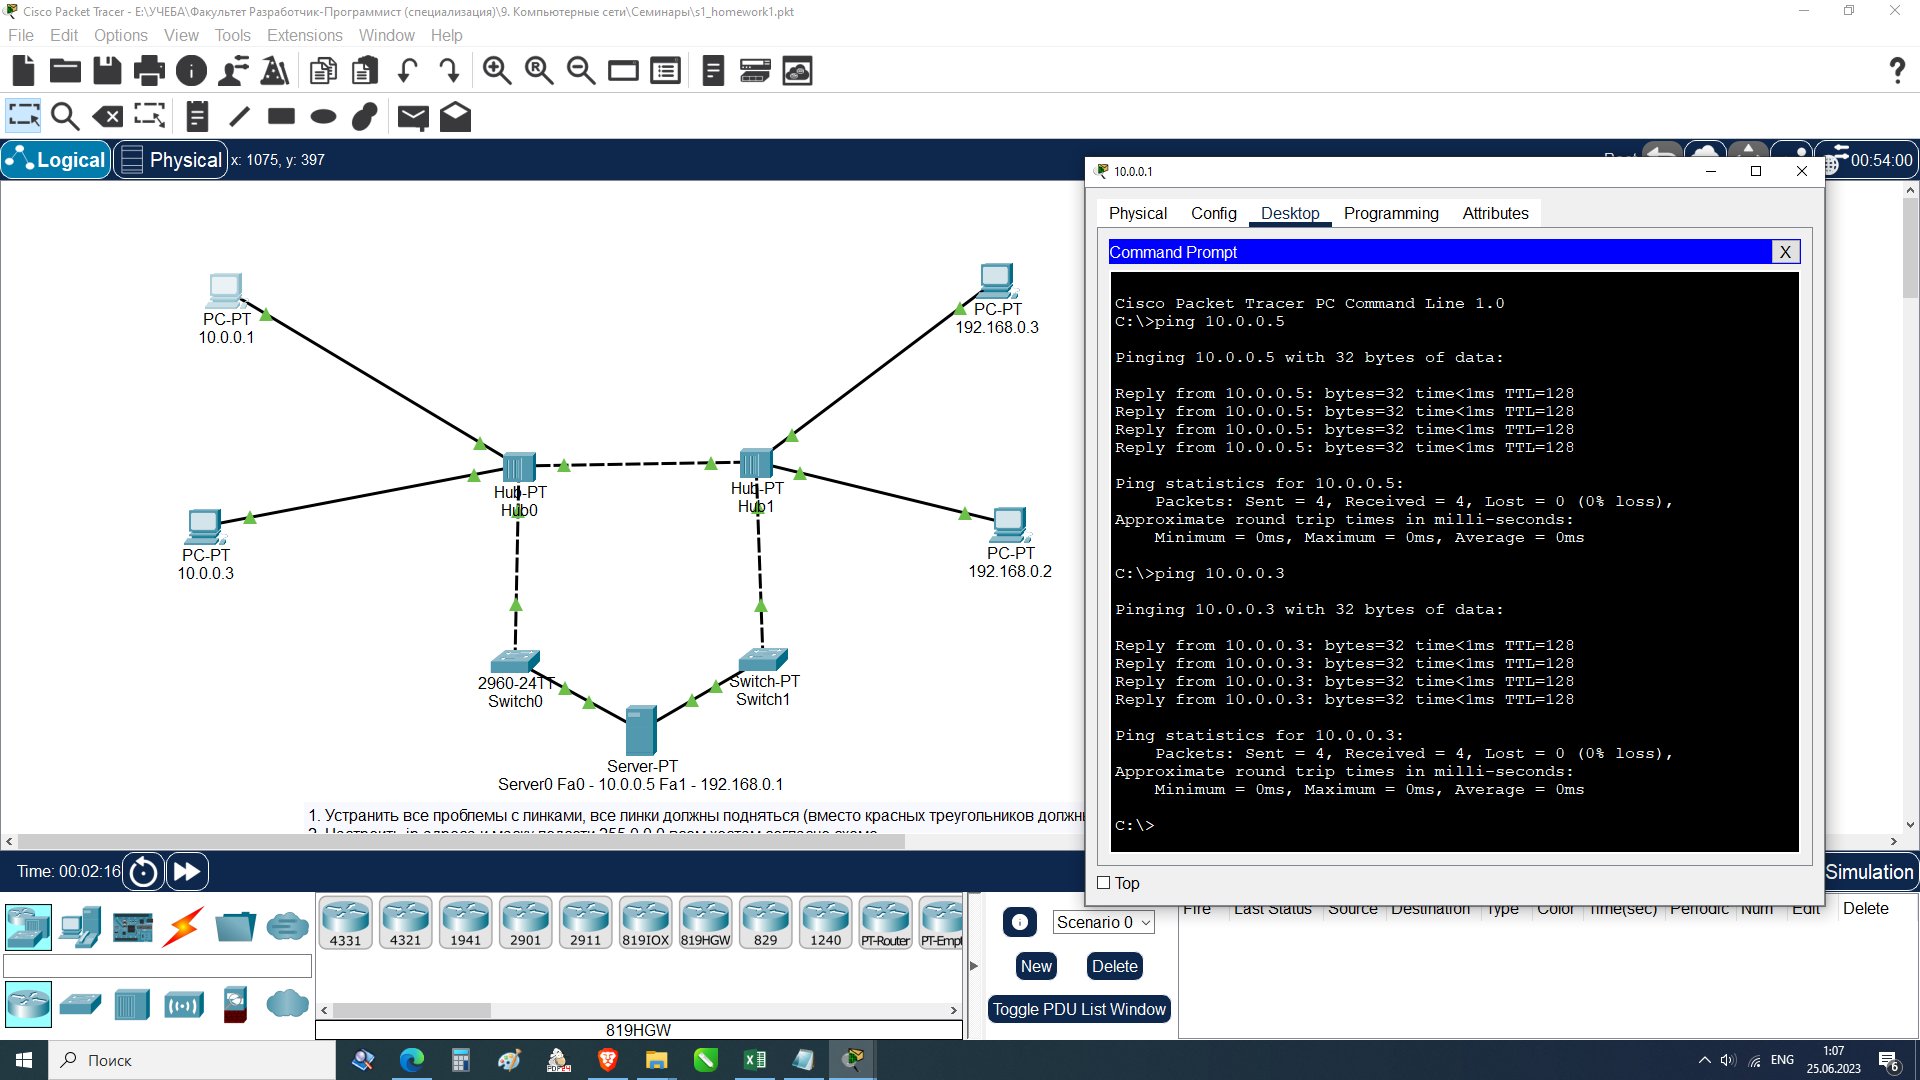 Cisco Packet Tracer - E:\УЧЕБА\Факультет Разработчик-Программист (специализация)\9. Компьютерные сети\Семинары\s1_homework1.pkt
File Edit Options View Tools Extensions Window Help
Logical Physical x: 1075, y: 397
00:54:00
10.0.0.1
Physical Config Desktop Programming Attributes
Command Prompt X
Cisco Packet Tracer PC Command Line 1.0
C:\>ping 10.0.0.5
Pinging 10.0.0.5 with 32 bytes of data:
Reply from 10.0.0.5: bytes=32 time<1ms TTL=128
Reply from 10.0.0.5: bytes=32 time<1ms TTL=128
Reply from 10.0.0.5: bytes=32 time<1ms TTL=128
Reply from 10.0.0.5: bytes=32 time<1ms TTL=128
Ping statistics for 10.0.0.5:
Packets: Sent = 4, Received = 4, Lost = 0 (0% loss),
Approximate round trip times in milli-seconds:
Minimum = 0ms, Maximum = 0ms, Average = 0ms
C:\>ping 10.0.0.3
Pinging 10.0.0.3 with 32 bytes of data:
Reply from 10.0.0.3: bytes=32 time<1ms TTL=128
Reply from 10.0.0.3: bytes=32 time<1ms TTL=128
Reply from 10.0.0.3: bytes=32 time<1ms TTL=128
Reply from 10.0.0.3: bytes=32 time<1ms TTL=128
Ping statistics for 10.0.0.3:
Packets: Sent = 4, Received = 4, Lost = 0 (0% loss),
Approximate round trip times in milli-seconds:
Minimum = 0ms, Maximum = 0ms, Average = 0ms
C:\>
Top
PC-PT
10.0.0.1
PC-PT
192.168.0.3
Hub-PT
Hub0
Hub-PT
Hub1
PC-PT
10.0.0.3
PC-PT
192.168.0.2
2960-24TT
Switch0
Switch-PT
Switch1
Server-PT
Server0 Fa0 - 10.0.0.5 Fa1 - 192.168.0.1
1. Устранить все проблемы с линками, все линки должны подняться (вместо красных треугольников должн
Time: 00:02:16
Simulation
4331 4321 1941 2901 2911 819IOX 819HGW 829 1240 PT-Router PT-Empt
819HGW
Scenario 0
New Delete
Toggle PDU List Window
Fire Last Status Source Destination Type Color Time(sec) Periodic Num Edit Delete
Поиск
PDF24
ENG
1:07
25.06.2023
6